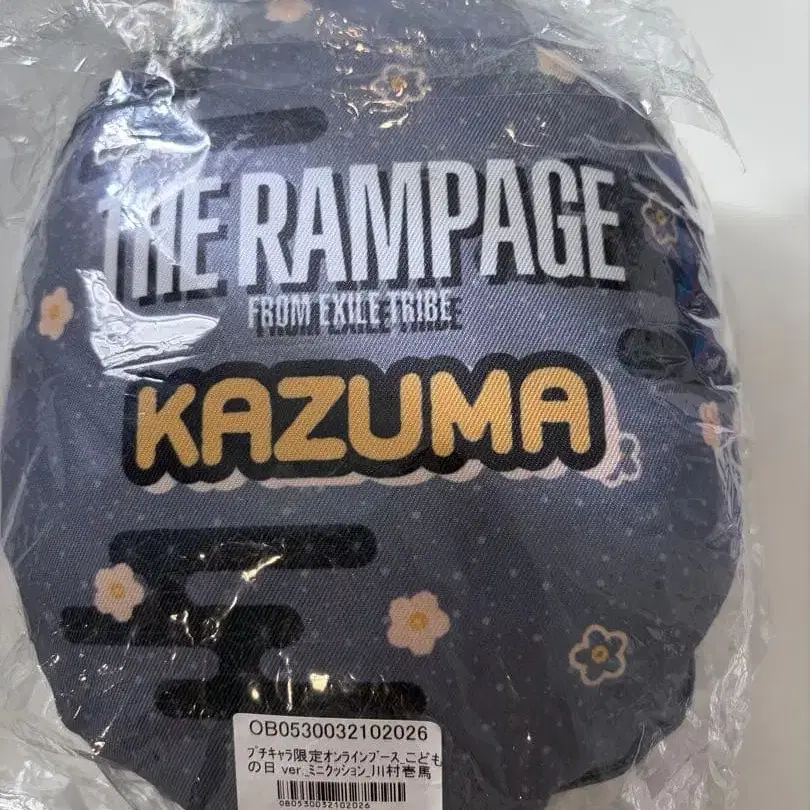 THE RAMPAGE
FROM EXILE TRIBE
KAZUMA
OB0530032102026
プチキャラ限定オンラインブース_こども
の日 ver._ミニクッション_川村壱馬
OB0530032102026